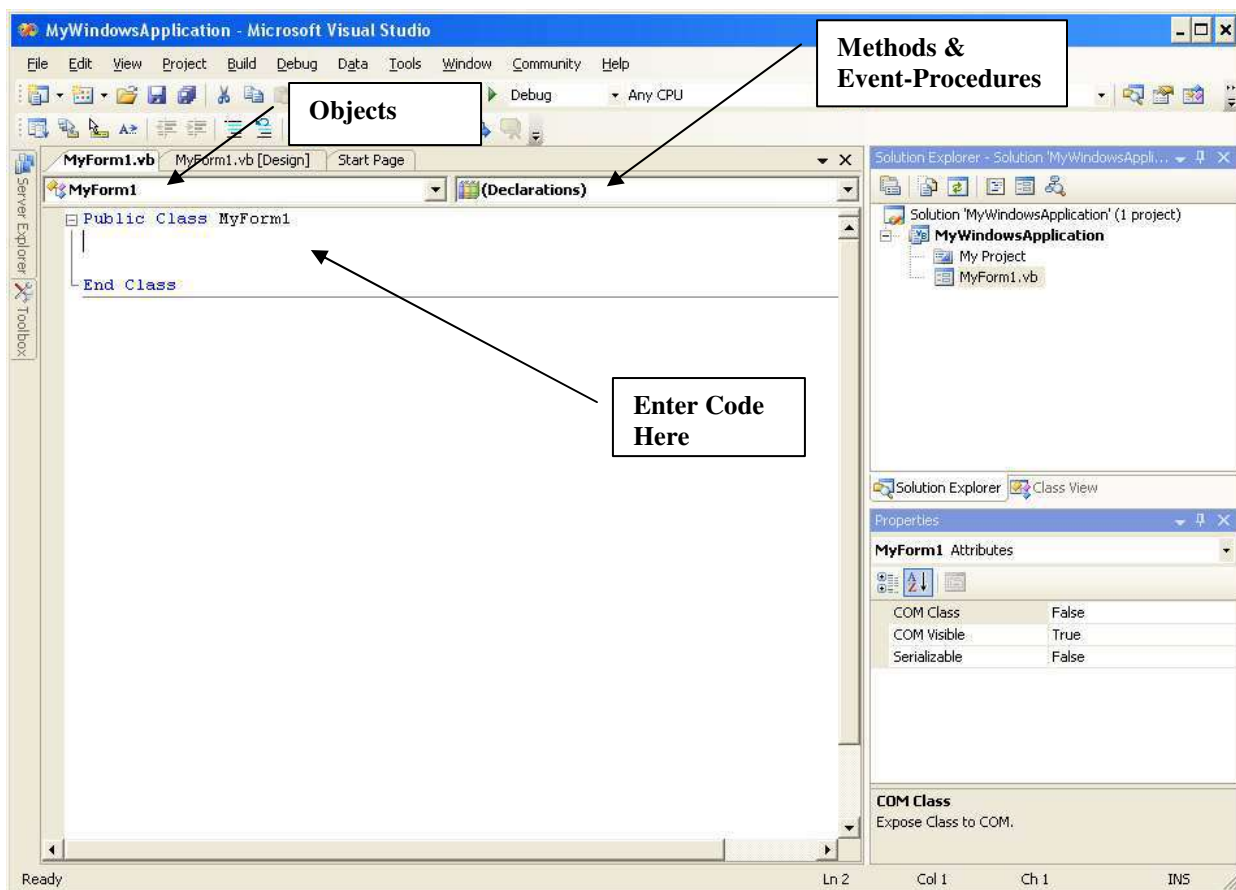 MyWindowsApplication - Microsoft Visual Studio
File Edit View Project Build Debug Data Tools Window Community Help
Methods &
Event-Procedures
Debug Any CPU
Objects
MyForm1.vb MyForm1.vb [Design] Start Page
MyForm1 (Declarations)
Server Explorer
Toolbox
Public Class MyForm1
End Class
Enter Code
Here
Solution Explorer - Solution 'MyWindowsAppli...
Solution 'MyWindowsApplication' (1 project)
MyWindowsApplication
My Project
MyForm1.vb
Solution Explorer Class View
Properties
MyForm1 Attributes
COM Class False
COM Visible True
Serializable False
COM Class
Expose Class to COM.
Ready Ln 2 Col 1 Ch 1 INS